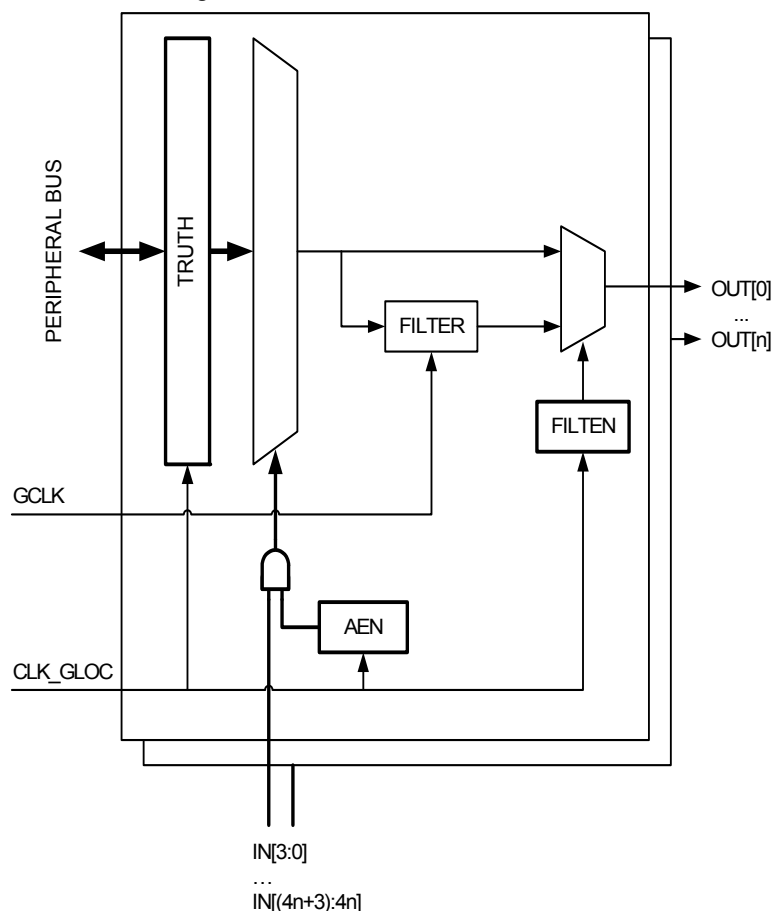 PERIPHERAL BUS
TRUTH
FILTER
OUT[0]
...
OUT[n]
FILTEN
GCLK
AEN
CLK_GLOC
IN[3:0]
...
IN[(4n+3):4n]